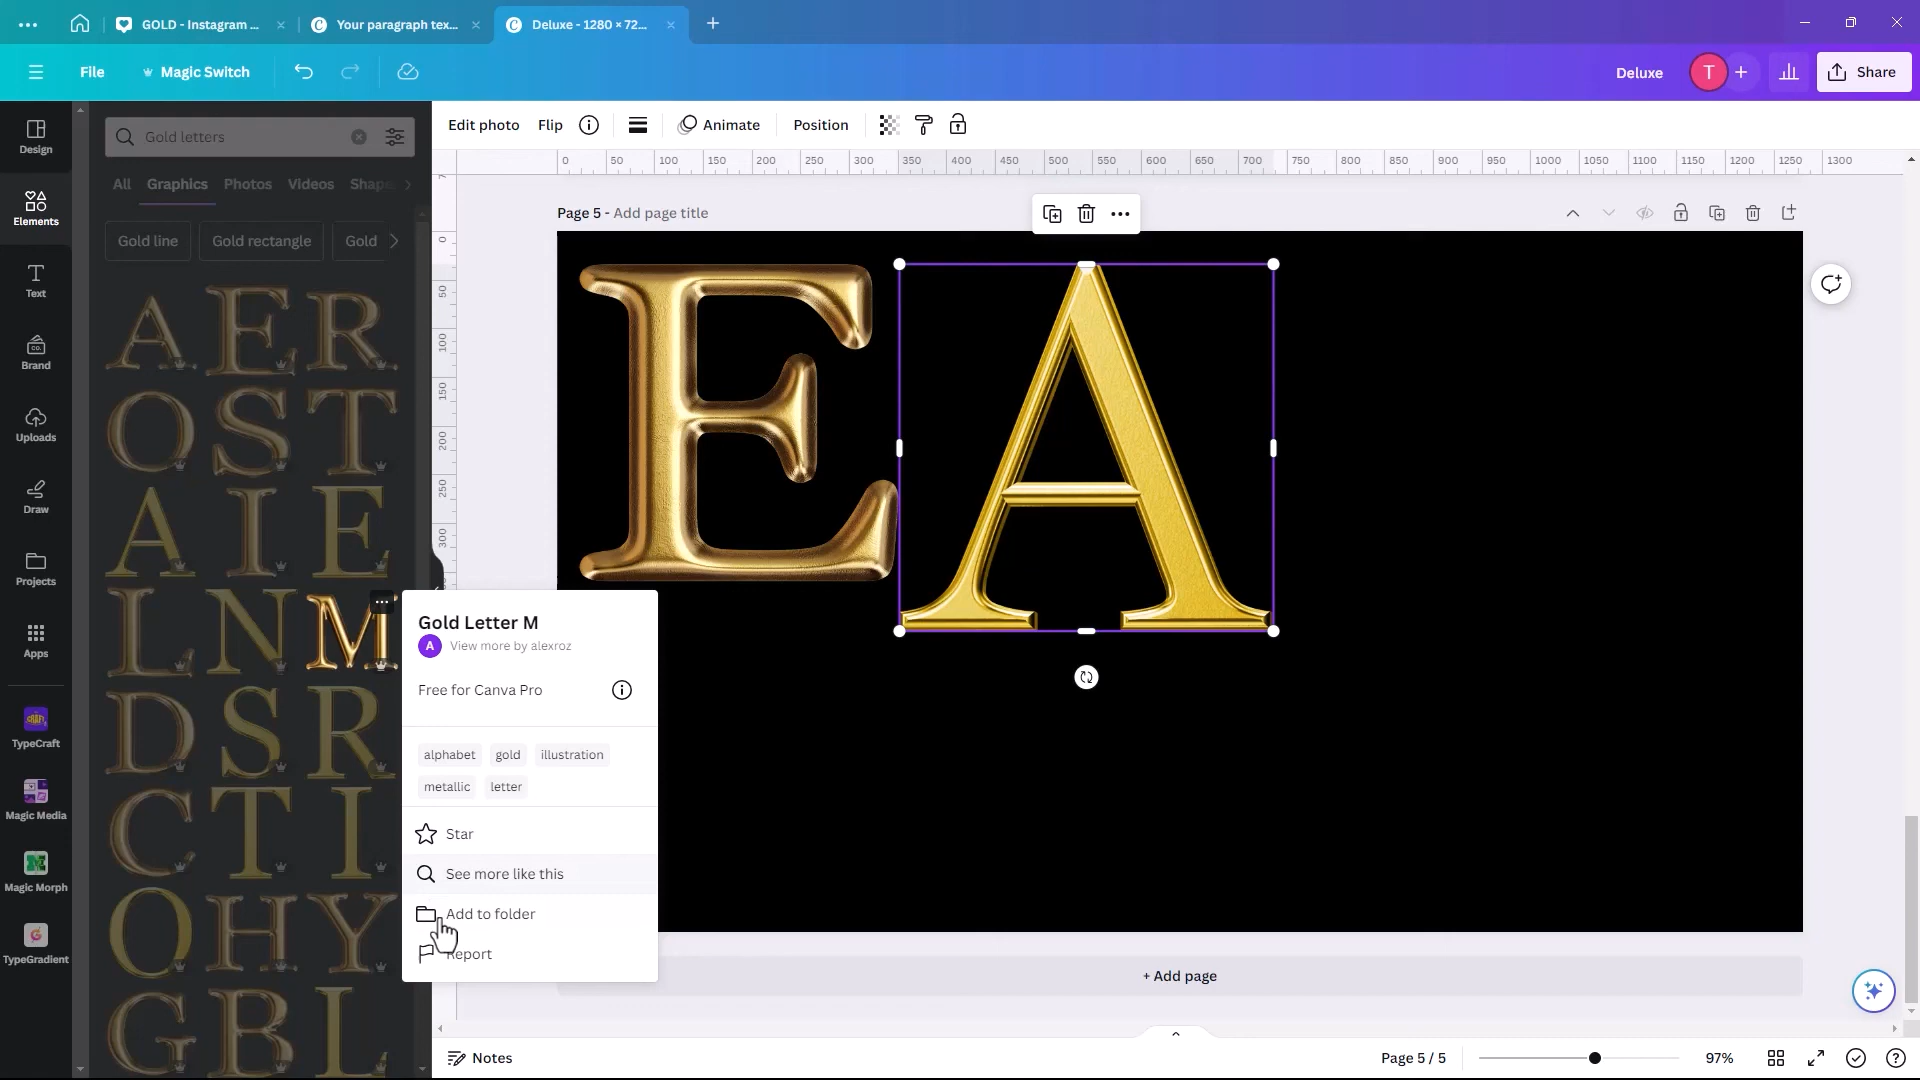 GOLD - Instagram ...
Your paragraph tex...
Deluxe - 1280 × 72...
File
Magic Switch
Deluxe
T
Share
Design
Elements
Text
Brand
Uploads
Draw
Projects
Apps
TypeCraft
Magic Media
Magic Morph
TypeGradient
Gold letters
All Graphics Photos Videos Shap
Gold line Gold rectangle Gold
A E R
O S T
A I E
L N M
D S R
C T I
O H Y
G B L
Edit photo Flip Animate Position
0 50 100 150 200 250 300 350 400 450 500 550 600 650 700 750 800 850 900 950 1000 1050 1100 1150 1200 1250 1300
0
50
100
150
200
250
300
Page 5 - Add page title
E A
Gold Letter M
A View more by alexroz
Free for Canva Pro
alphabet gold illustration
metallic letter
Star
See more like this
Add to folder
Report
+ Add page
Notes
Page 5 / 5
97%